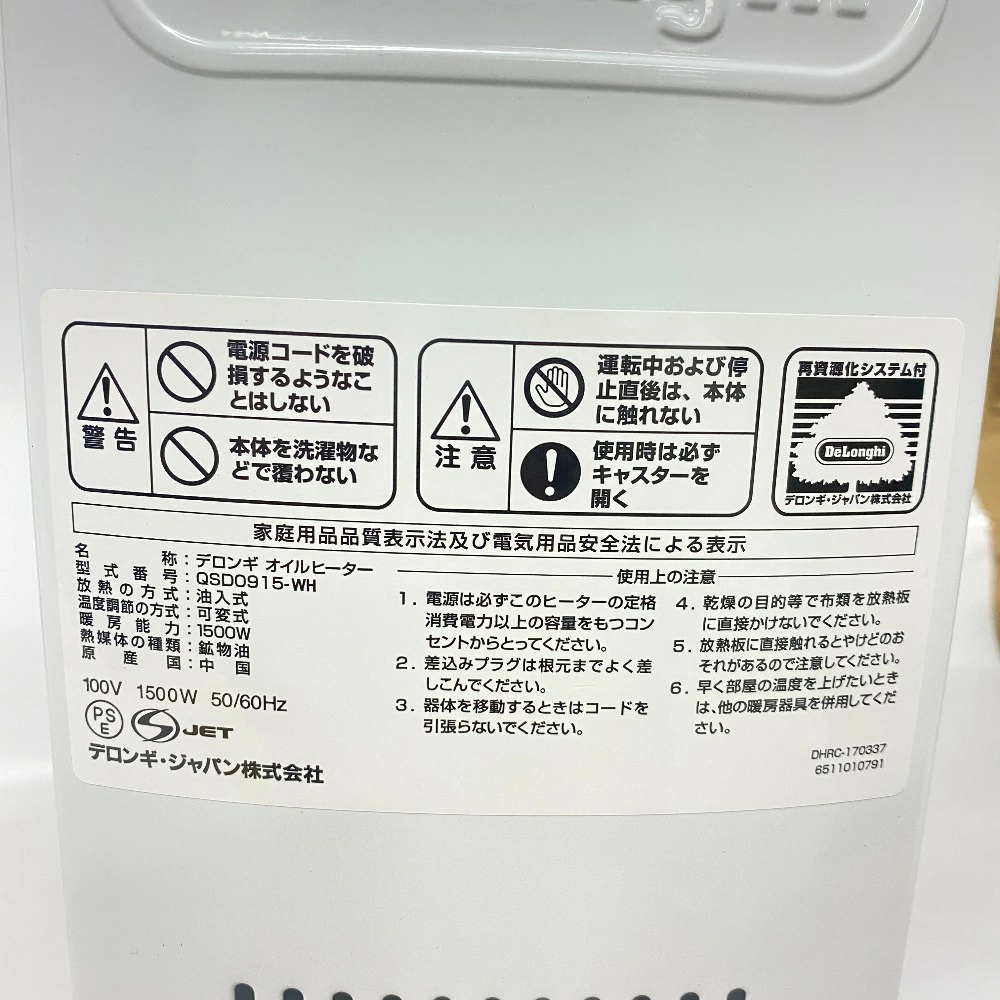 警告
電源コードを破
損するようなこ
とはしない
本体を洗濯物な
どで覆わない
注意
運転中および停
止直後は、本体
に触れない
使用時は必ず
キャスターを
開く
再資源化システム付
DeLonghi
デロンギ・ジャパン株式会社
家庭用品品質表示法及び電気用品安全法による表示
名称：デロンギ オイルヒーター
型式番号：QSD0915-WH
放熱の方式：油入式
温度調節の方式：可変式
暖房能力：1500W
熱媒体の種類：鉱物油
原産国：中国
100V 1500W 50/60Hz
PS
E
S JET
デロンギ・ジャパン株式会社
使用上の注意
1. 電源は必ずこのヒーターの定格
消費電力以上の容量をもつコン
セントからとってください。
2. 差込みプラグは根元までよく差
しこんでください。
3. 器体を移動するときはコードを
引張らないでください。
4. 乾燥の目的等で布類を放熱板
に直接かけないでください。
5. 放熱板に直接触れるとやけどのお
それがあるので注意してください。
6. 早く部屋の温度を上げたいとき
は、他の暖房器具を併用してくだ
さい。
DHRC-170337
6511010791